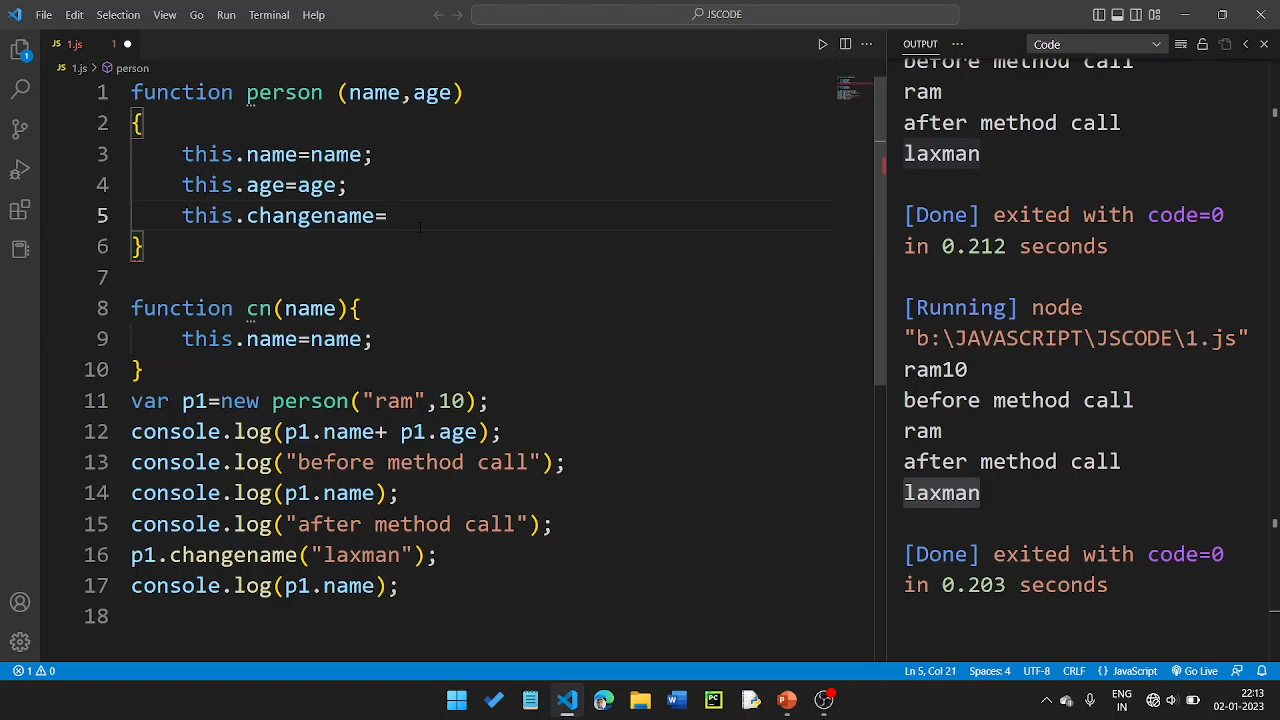 File Edit Selection View Go Run Terminal Help
JSCODE
1.js 1
OUTPUT
Code
1.js > person
1 function person (name,age)
2 {
3 this.name=name;
4 this.age=age;
5 this.changename=
6 }
7
8 function cn(name){
9 this.name=name;
10 }
11 var p1=new person("ram",10);
12 console.log(p1.name+ p1.age);
13 console.log("before method call");
14 console.log(p1.name);
15 console.log("after method call");
16 p1.changename("laxman");
17 console.log(p1.name);
18
before method call
ram
after method call
laxman
[Done] exited with code=0
in 0.212 seconds
[Running] node
"b:\JAVASCRIPT\JSCODE\1.js"
ram10
before method call
ram
after method call
laxman
[Done] exited with code=0
in 0.203 seconds
1
1 0
Ln 5, Col 21 Spaces: 4 UTF-8 CRLF {} JavaScript Go Live
W PC P
ENG
IN
22:13
02-01-2023